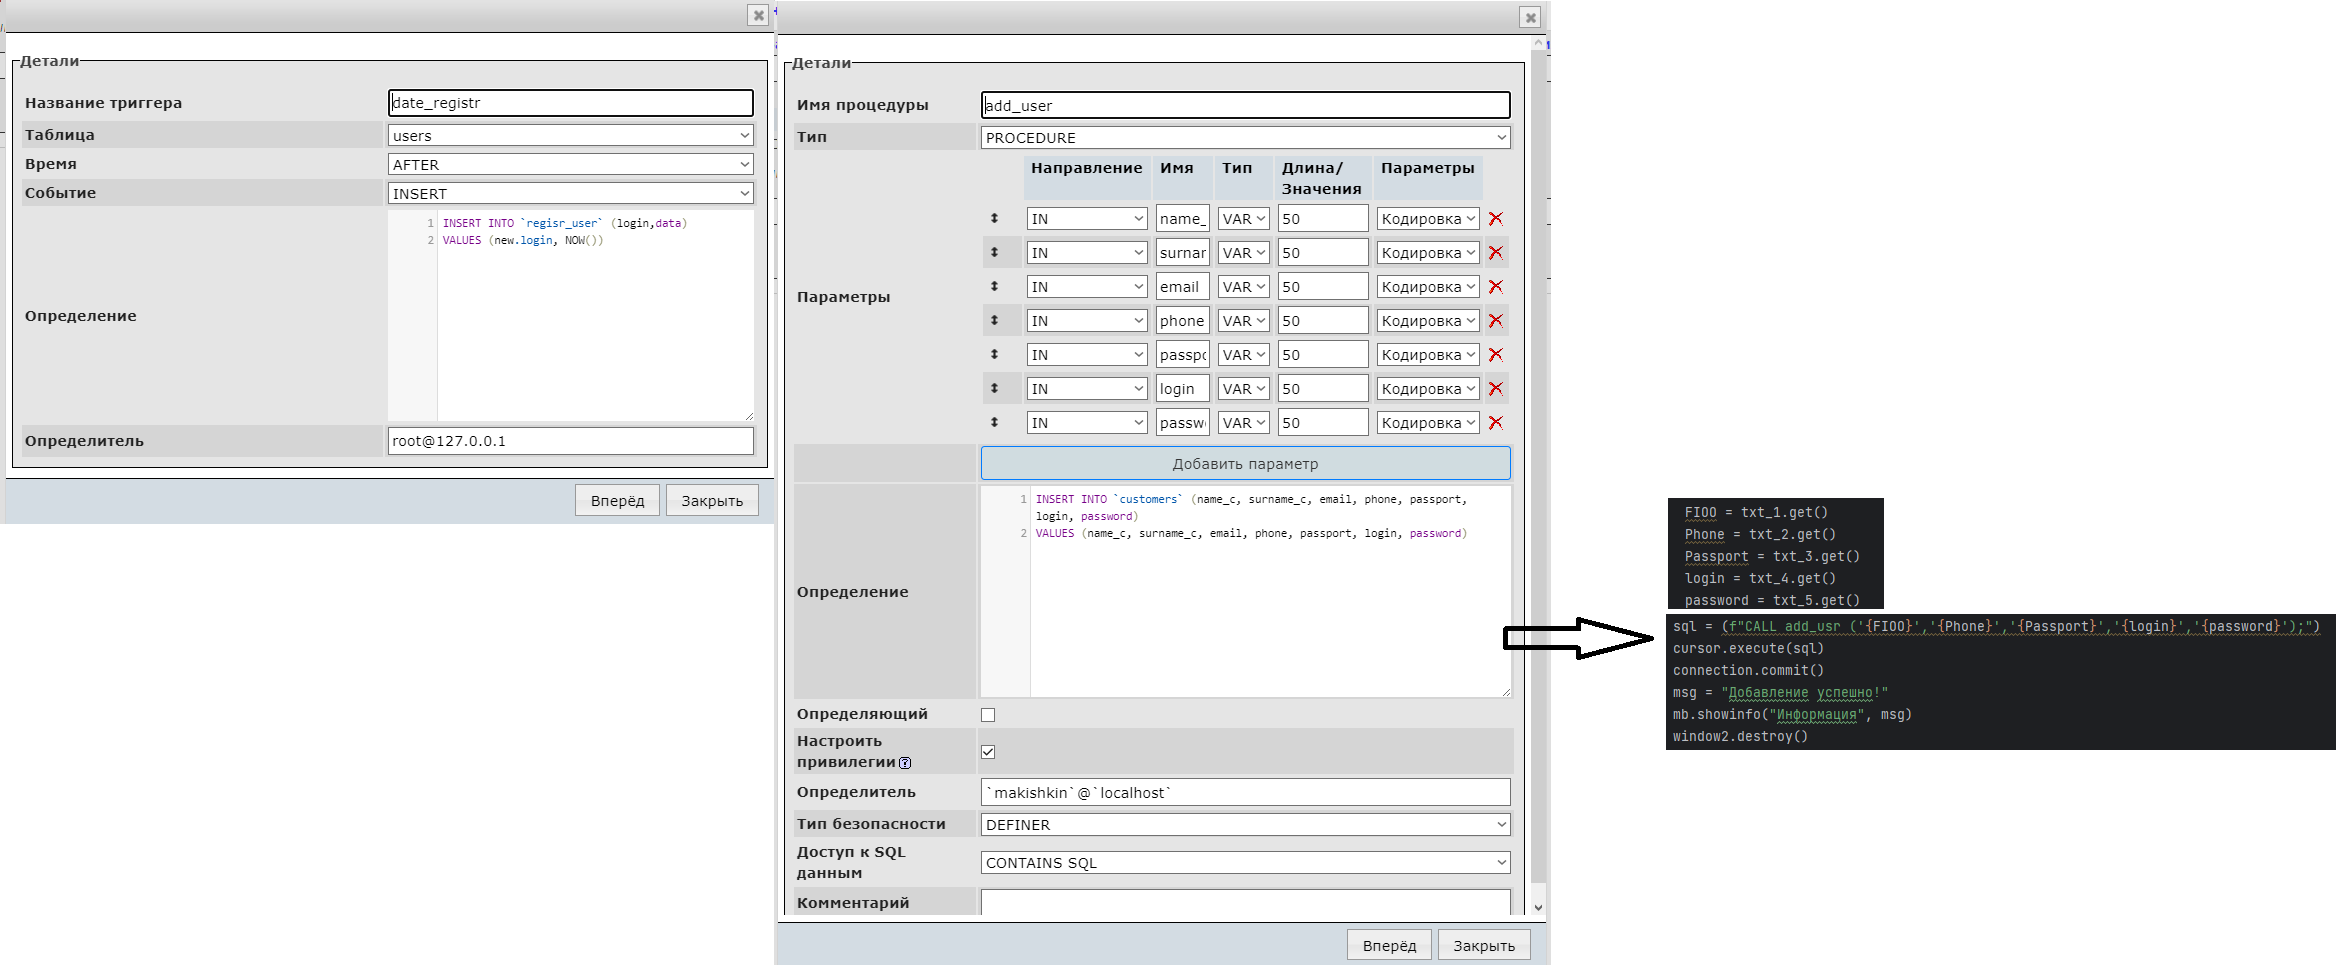 Детали
Название триггера
date_registr
Таблица
users
Время
AFTER
Событие
INSERT
Определение
1 INSERT INTO `regisr_user` (login,data)
2 VALUES (new.login, NOW())
Определитель
root@127.0.0.1
Вперёд Закрыть
Детали
Имя процедуры
add_user
Тип
PROCEDURE
Параметры
Направление Имя Тип Длина/ Параметры
Значения
IN name_ VAR 50 Кодировка
IN surnar VAR 50 Кодировка
IN email VAR 50 Кодировка
IN phone VAR 50 Кодировка
IN passpo VAR 50 Кодировка
IN login VAR 50 Кодировка
IN passw VAR 50 Кодировка
Добавить параметр
Определение
1 INSERT INTO `customers` (name_c, surname_c, email, phone, passport,
login, password)
2 VALUES (name_c, surname_c, email, phone, passport, login, password)
Определяющий
Настроить
привилегии
Определитель
`makishkin`@`localhost`
Тип безопасности
DEFINER
Доступ к SQL
данным
CONTAINS SQL
Комментарий
Вперёд Закрыть
FIOO = txt_1.get()
Phone = txt_2.get()
Passport = txt_3.get()
login = txt_4.get()
password = txt_5.get()
sql = (f"CALL add_usr ('{FIOO}','{Phone}','{Passport}','{login}','{password}');")
cursor.execute(sql)
connection.commit()
msg = "Добавление успешно!"
mb.showinfo("Информация", msg)
window2.destroy()